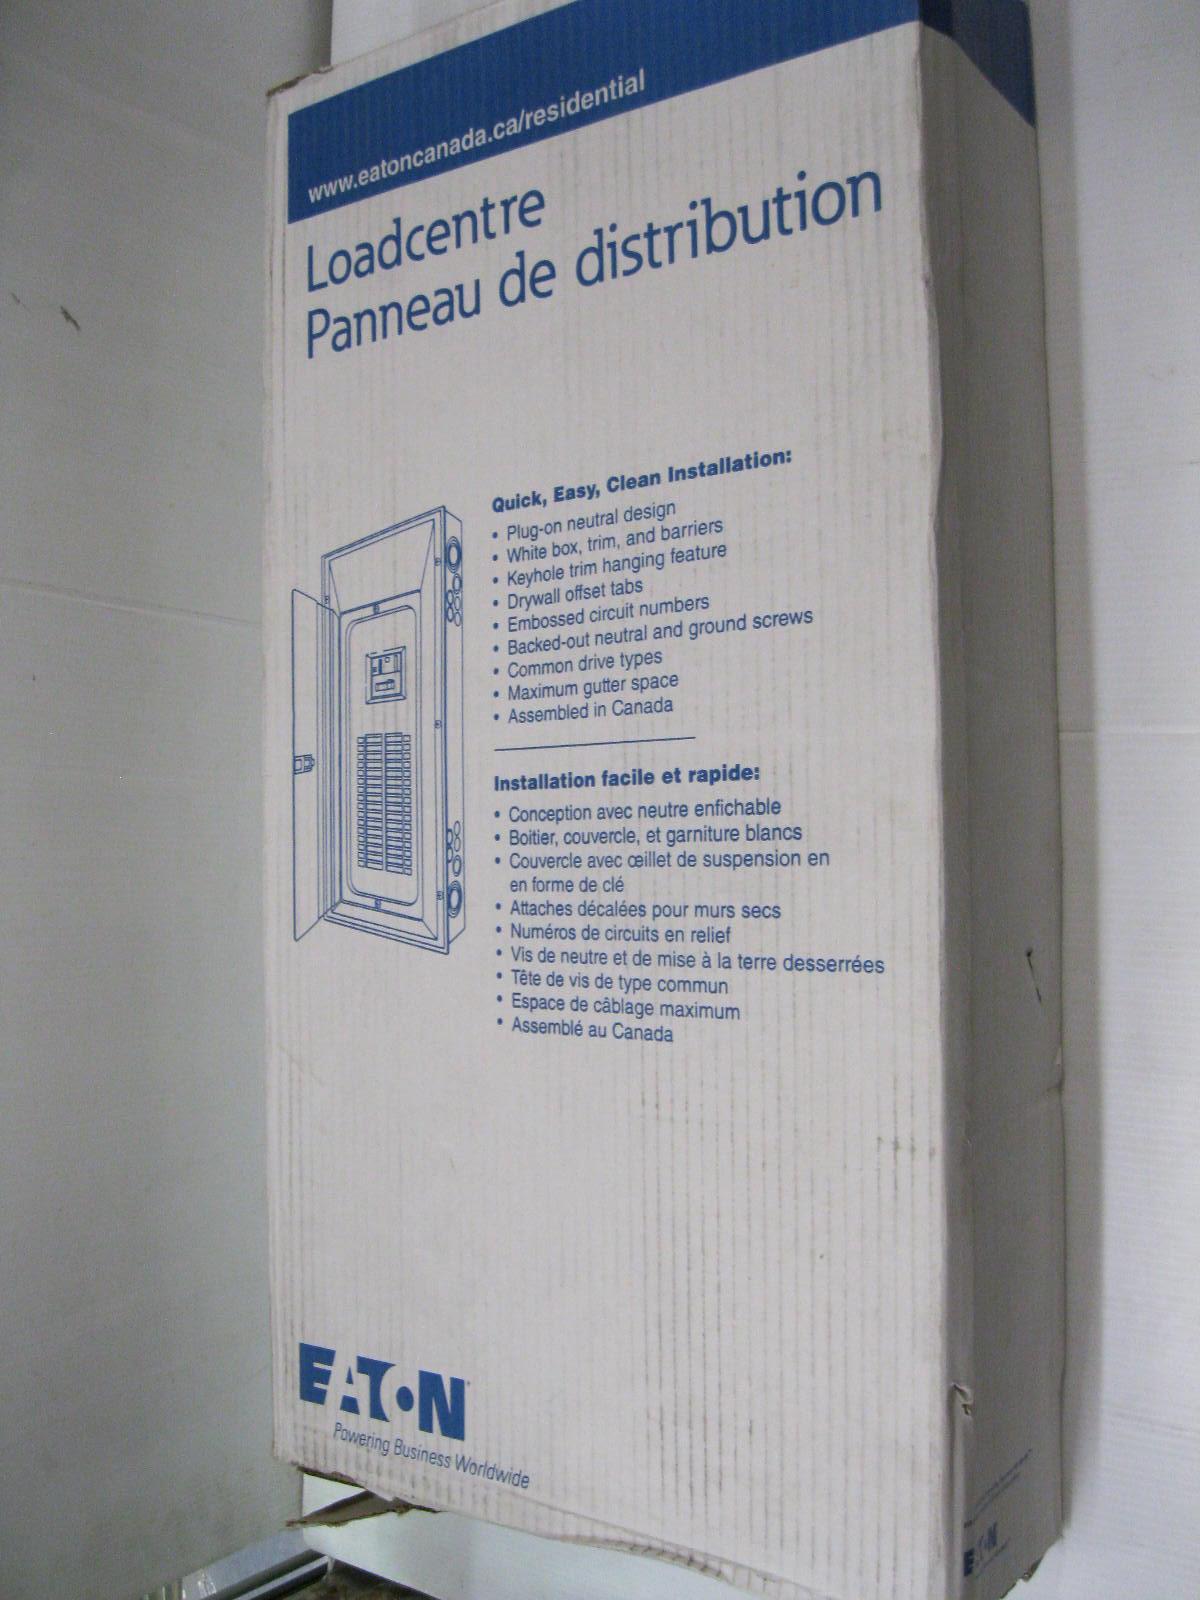 www.eatoncanada.ca/residential
Loadcentre
Panneau de distribution
Quick, Easy, Clean Installation:
• Plug-on neutral design
• White box, trim, and barriers
• Keyhole trim hanging feature
• Drywall offset tabs
• Embossed circuit numbers
• Backed-out neutral and ground screws
• Common drive types
• Maximum gutter space
• Assembled in Canada
Installation facile et rapide:
• Conception avec neutre enfichable
• Boitier, couvercle, et garniture blancs
• Couvercle avec œillet de suspension en
en forme de clé
• Attaches décalées pour murs secs
• Numéros de circuits en relief
• Vis de neutre et de mise à la terre desserrées
• Tête de vis de type commun
• Espace de câblage maximum
• Assemblé au Canada
EATON
Powering Business Worldwide
EATON